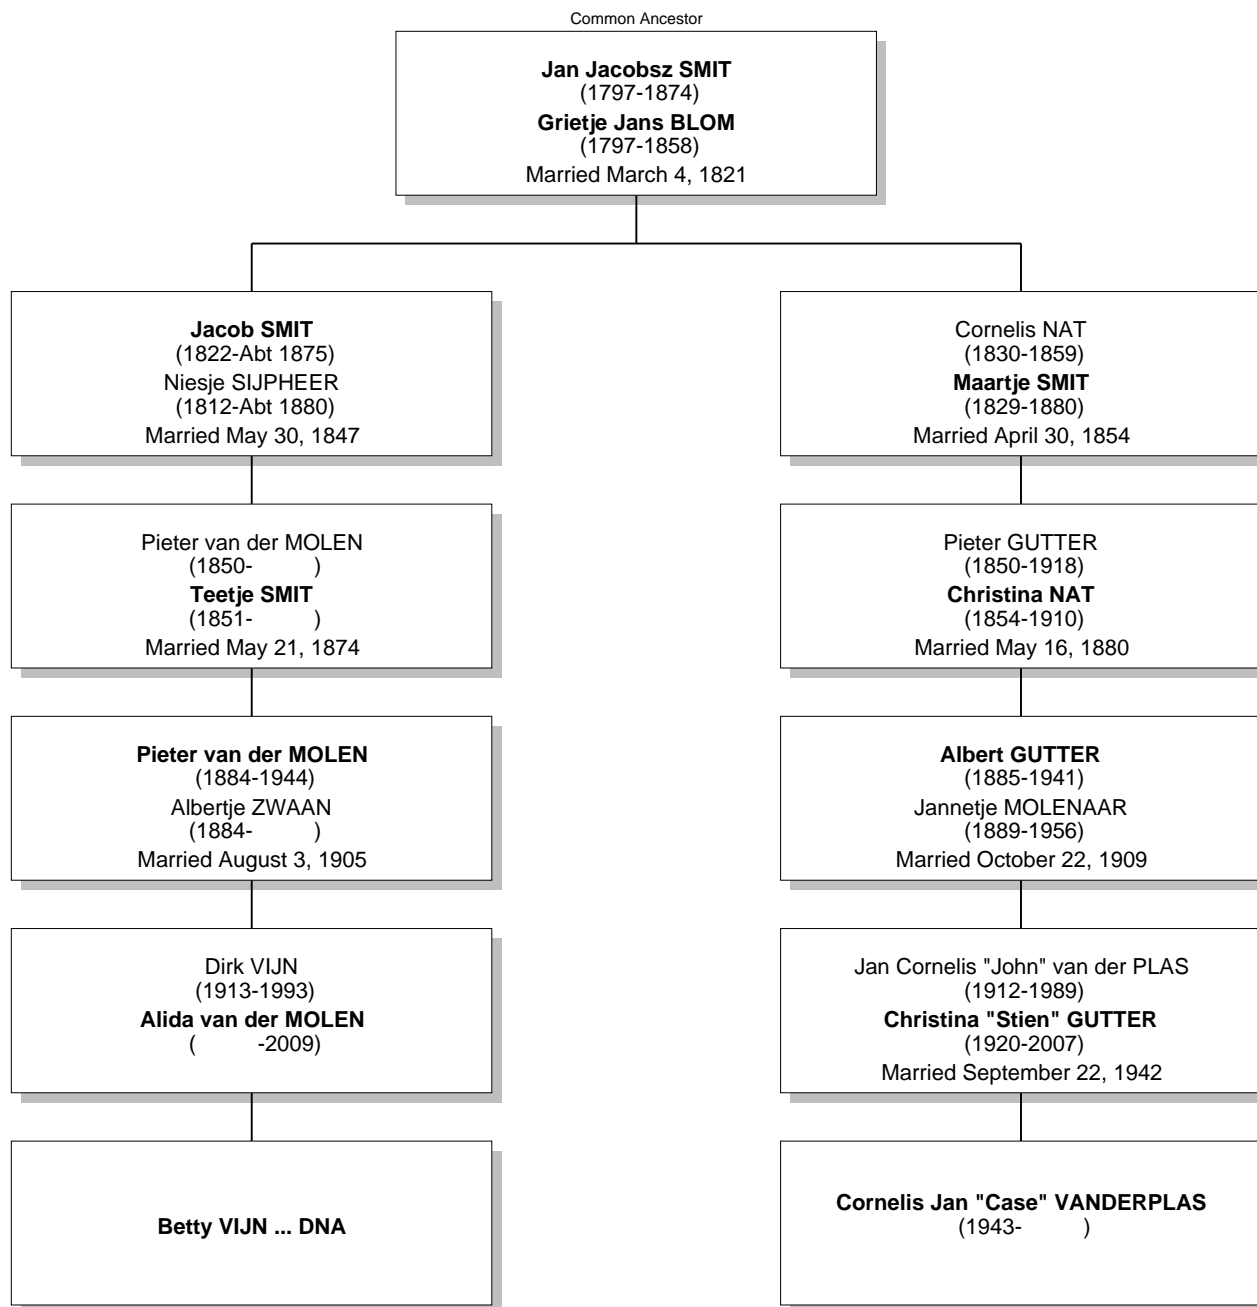 Common Ancestor
Jan Jacobsz SMIT
(1797-1874)
Grietje Jans BLOM
(1797-1858)
Married March 4, 1821
Jacob SMIT
(1822-Abt 1875)
Niesje SIJPHEER
(1812-Abt 1880)
Married May 30, 1847
Cornelis NAT
(1830-1859)
Maartje SMIT
(1829-1880)
Married April 30, 1854
Pieter van der MOLEN
(1850-          )
Teetje SMIT
(1851-          )
Married May 21, 1874
Pieter GUTTER
(1850-1918)
Christina NAT
(1854-1910)
Married May 16, 1880
Pieter van der MOLEN
(1884-1944)
Albertje ZWAAN
(1884-          )
Married August 3, 1905
Albert GUTTER
(1885-1941)
Jannetje MOLENAAR
(1889-1956)
Married October 22, 1909
Dirk VIJN
(1913-1993)
Alida van der MOLEN
(          -2009)
Jan Cornelis "John" van der PLAS
(1912-1989)
Christina "Stien" GUTTER
(1920-2007)
Married September 22, 1942
Betty VIJN ... DNA
Cornelis Jan "Case" VANDERPLAS
(1943-          )